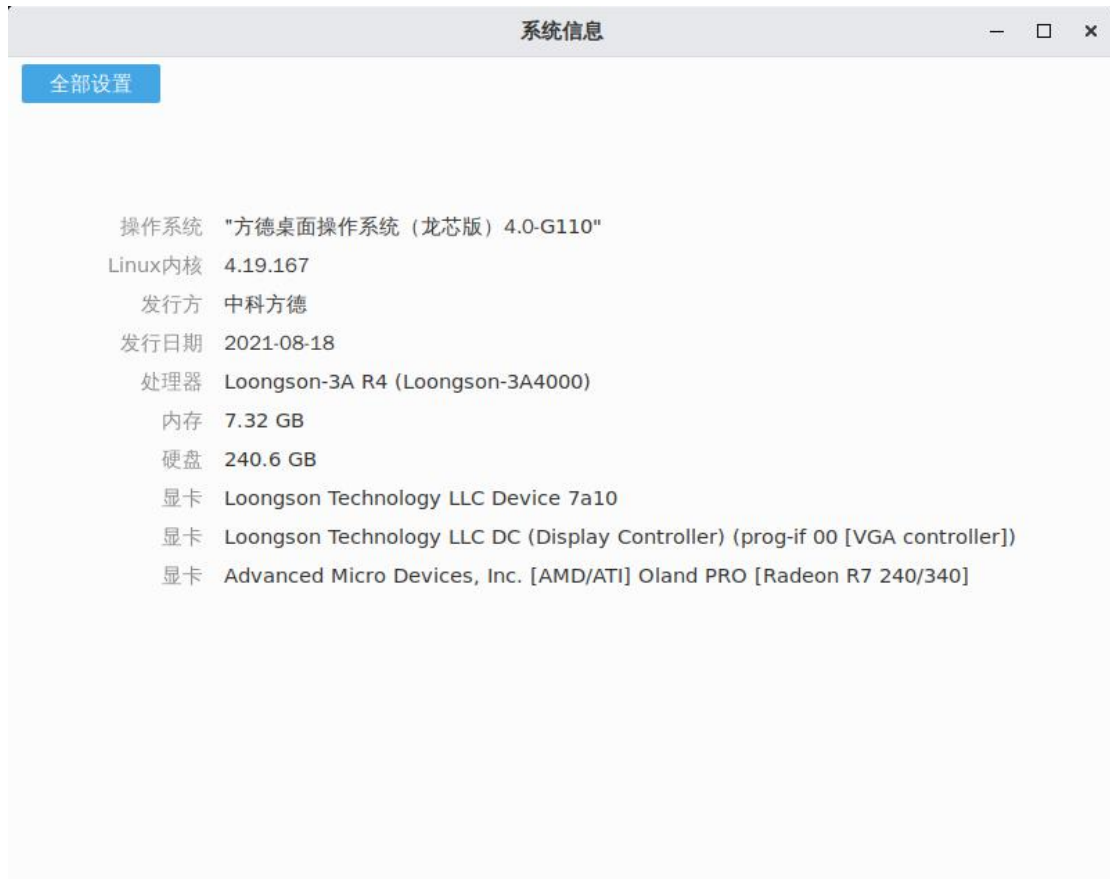 系统信息
全部设置
操作系统 "方德桌面操作系统（龙芯版）4.0-G110"
Linux内核 4.19.167
发行方 中科方德
发行日期 2021-08-18
处理器 Loongson-3A R4 (Loongson-3A4000)
内存 7.32 GB
硬盘 240.6 GB
显卡 Loongson Technology LLC Device 7a10
显卡 Loongson Technology LLC DC (Display Controller) (prog-if 00 [VGA controller])
显卡 Advanced Micro Devices, Inc. [AMD/ATI] Oland PRO [Radeon R7 240/340]